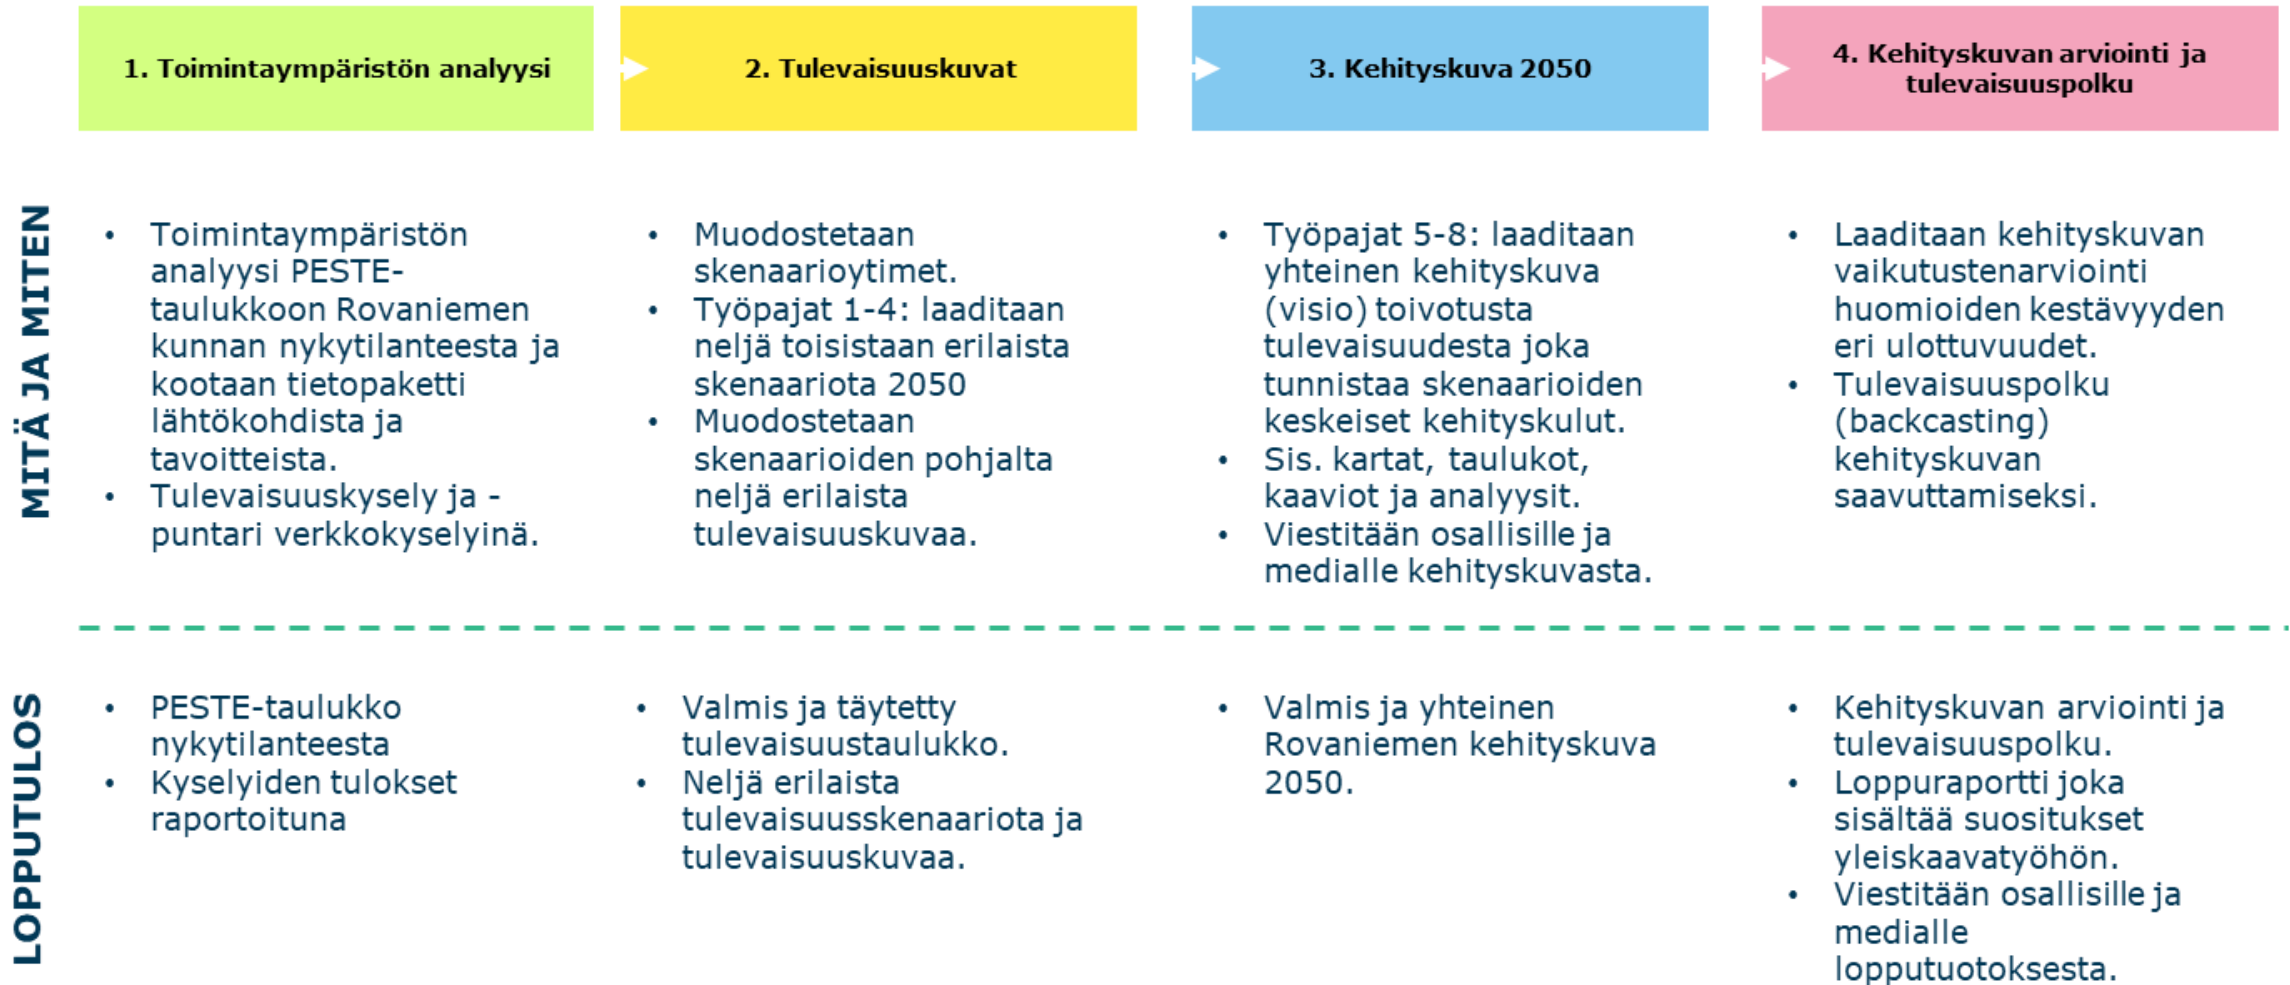 1. Toimintaympäristön analyysi
2. Tulevaisuuskuvat
3. Kehityskuva 2050
4. Kehityskuvan arviointi ja
tulevaisuuspolku
MITÄ JA MITEN
• Toimintaympäristön
analyysi PESTE-
taulukkoon Rovaniemen
kunnan nykytilanteesta ja
kootaan tietopaketti
lähtökohdista ja
tavoitteista.
• Tulevaisuuskysely ja -
puntari verkkokyselyinä.
• Muodostetaan
skenaarioytimet.
• Työpajat 1-4: laaditaan
neljä toisistaan erilaista
skenaariota 2050
• Muodostetaan
skenaarioiden pohjalta
neljä erilaista
tulevaisuuskuvaa.
• Työpajat 5-8: laaditaan
yhteinen kehityskuva
(visio) toivotusta
tulevaisuudesta joka
tunnistaa skenaarioiden
keskeiset kehityskulut.
• Sis. kartat, taulukot,
kaaviot ja analyysit.
• Viestitään osallisille ja
medialle kehityskuvasta.
• Laaditaan kehityskuvan
vaikutustenarviointi
huomioiden kestävyyden
eri ulottuvuudet.
• Tulevaisuuspolku
(backcasting)
kehityskuvan
saavuttamiseksi.
LOPPUTULOS
• PESTE-taulukko
nykytilanteesta
• Kyselyiden tulokset
raportoituna
• Valmis ja täytetty
tulevaisuustaulukko.
• Neljä erilaista
tulevaisuusskenaariota ja
tulevaisuuskuvaa.
• Valmis ja yhteinen
Rovaniemen kehityskuva
2050.
• Kehityskuvan arviointi ja
tulevaisuuspolku.
• Loppuraportti joka
sisältää suositukset
yleiskaavatyöhön.
• Viestitään osallisille ja
medialle
lopputuotoksesta.